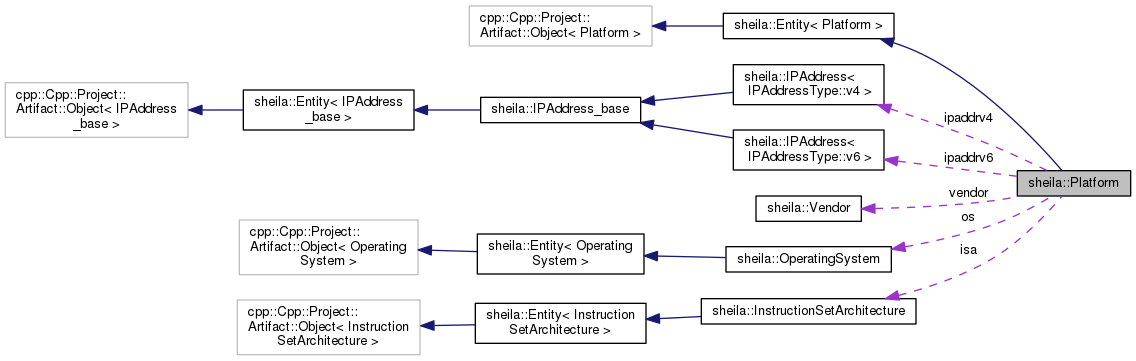 cpp::Cpp::Project::
Artifact::Object< Platform >
sheila::Entity< Platform >
cpp::Cpp::Project::
Artifact::Object< IPAddress
_base >
sheila::Entity< IPAddress
_base >
sheila::IPAddress_base
sheila::IPAddress<
IPAddressType::v4 >
ipaddrv4
sheila::IPAddress<
IPAddressType::v6 >
ipaddrv6
sheila::Platform
vendor
sheila::Vendor
os
cpp::Cpp::Project::
Artifact::Object< Operating
System >
sheila::Entity< Operating
System >
sheila::OperatingSystem
isa
cpp::Cpp::Project::
Artifact::Object< Instruction
SetArchitecture >
sheila::Entity< Instruction
SetArchitecture >
sheila::InstructionSetArchitecture